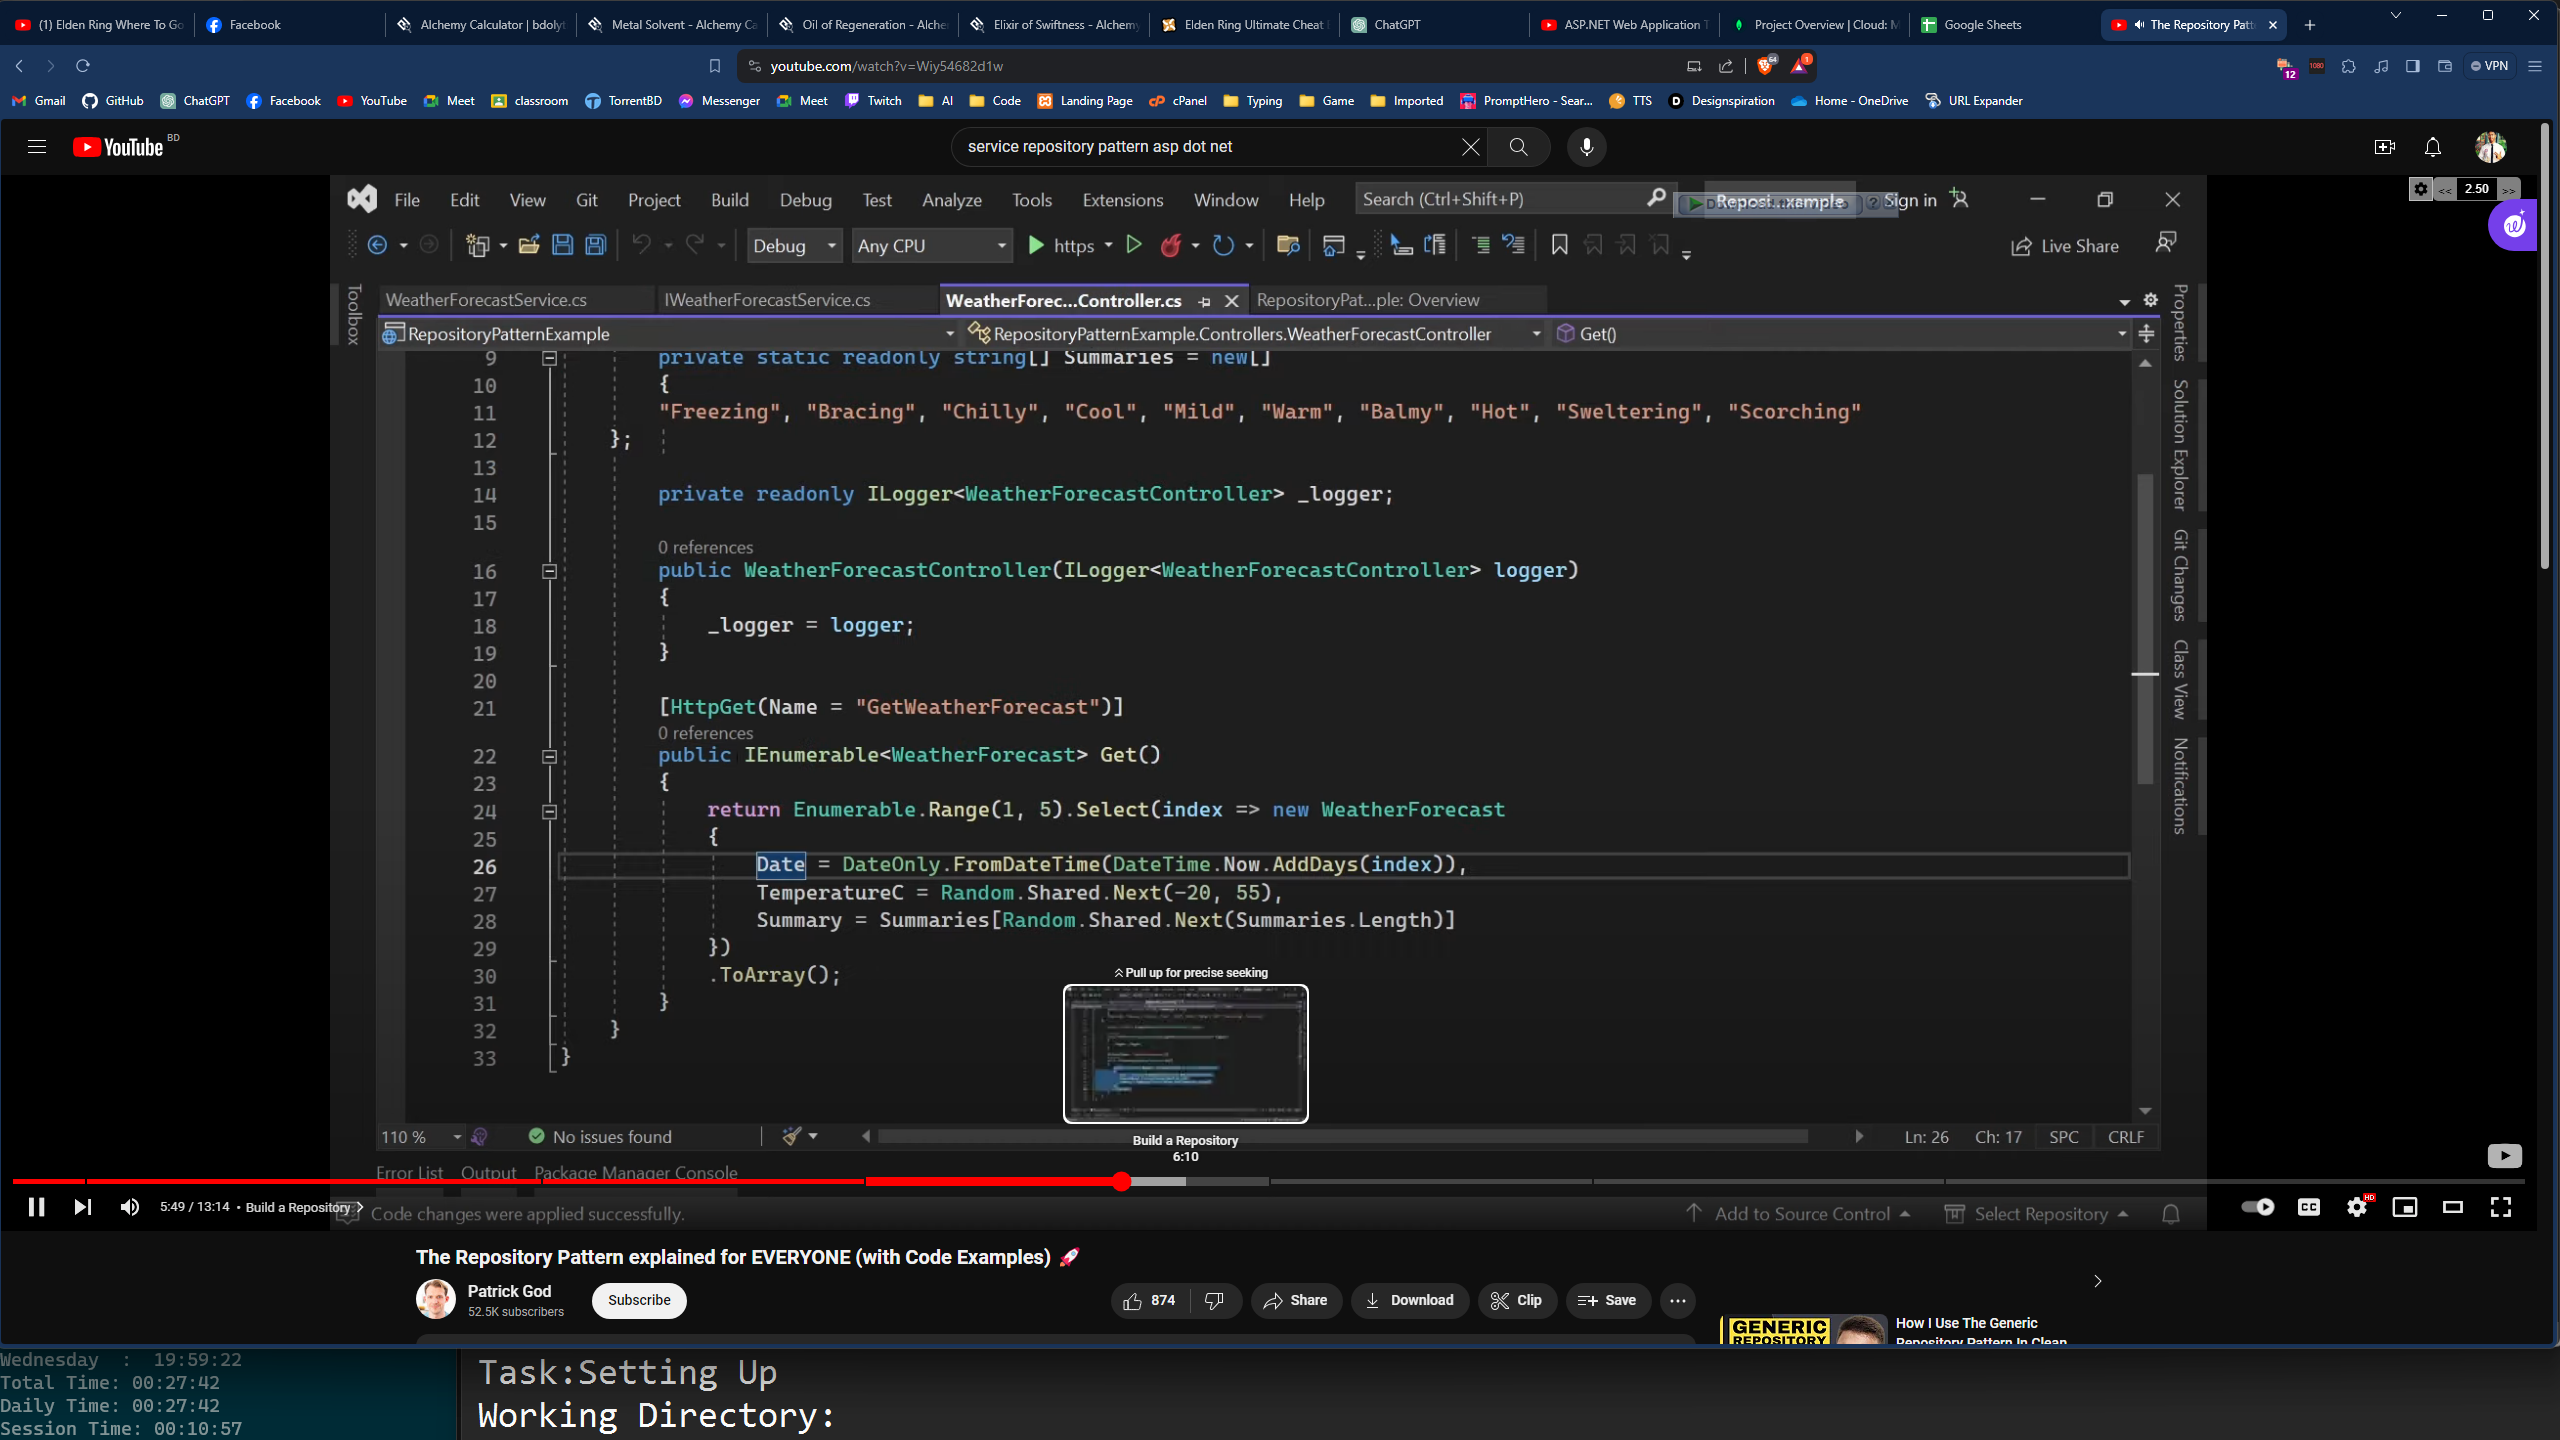 (1) Elden Ring Where To Go
Facebook
Alchemy Calculator | bdolyt
Metal Solvent - Alchemy Ca
Oil of Regeneration - Alche
Elixir of Swiftness - Alchemy
Elden Ring Ultimate Cheat
ChatGPT
ASP.NET Web Application T
Project Overview | Cloud: M
Google Sheets
The Repository Patt
youtube.com/watch?v=Wiy54682d1w
64
1
12
1080
VPN
Gmail
GitHub
ChatGPT
Facebook
YouTube
Meet
classroom
TorrentBD
Messenger
Meet
Twitch
AI
Code
Landing Page
cPanel
Typing
Game
Imported
PromptHero - Sear...
TTS
Designspiration
Home - OneDrive
URL Expander
YouTube BD
service repository pattern asp dot net
<< 2.50 >>
File Edit View Git Project Build Debug Test Analyze Tools Extensions Window Help
Search (Ctrl+Shift+P)
Reposi...xample
Sign in
Debug
Any CPU
https
Live Share
Toolbox
WeatherForecastService.cs
IWeatherForecastService.cs
WeatherForec...Controller.cs
RepositoryPat...ple: Overview
RepositoryPatternExample
RepositoryPatternExample.Controllers.WeatherForecastController
Get()
Properties
Solution Explorer
Git Changes
Class View
Notifications
9 private static readonly string[] Summaries = new[]
10 {
11 "Freezing", "Bracing", "Chilly", "Cool", "Mild", "Warm", "Balmy", "Hot", "Sweltering", "Scorching"
12 };
13
14 private readonly ILogger<WeatherForecastController> _logger;
15
0 references
16 public WeatherForecastController(ILogger<WeatherForecastController> logger)
17 {
18 _logger = logger;
19 }
20
21 [HttpGet(Name = "GetWeatherForecast")]
0 references
22 public IEnumerable<WeatherForecast> Get()
23 {
24 return Enumerable.Range(1, 5).Select(index => new WeatherForecast
25 {
26 Date = DateOnly.FromDateTime(DateTime.Now.AddDays(index)),
27 TemperatureC = Random.Shared.Next(-20, 55),
28 Summary = Summaries[Random.Shared.Next(Summaries.Length)]
29 })
30 .ToArray();
31 }
32 }
33 }
Pull up for precise seeking
Build a Repository
6:10
110 %
No issues found
Ln: 26 Ch: 17 SPC CRLF
Error List Output Package Manager Console
5:49 / 13:14 • Build a Repository
HD
CC
Code changes were applied successfully.
Add to Source Control
Select Repository
The Repository Pattern explained for EVERYONE (with Code Examples) 🚀
Patrick God
52.5K subscribers
Subscribe
874
Share
Download
Clip
Save
GENERIC
REPOSITORY
How I Use The Generic
Repository Pattern In Clean
Wednesday : 19:59:22
Total Time: 00:27:42
Daily Time: 00:27:42
Session Time: 00:10:57
Task:Setting Up
Working Directory: